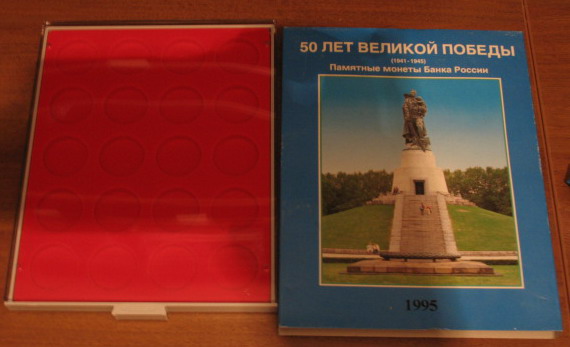 50 ЛЕТ ВЕЛИКОЙ ПОБЕДЫ
(1941-1945)
Памятные монеты Банка России
1995